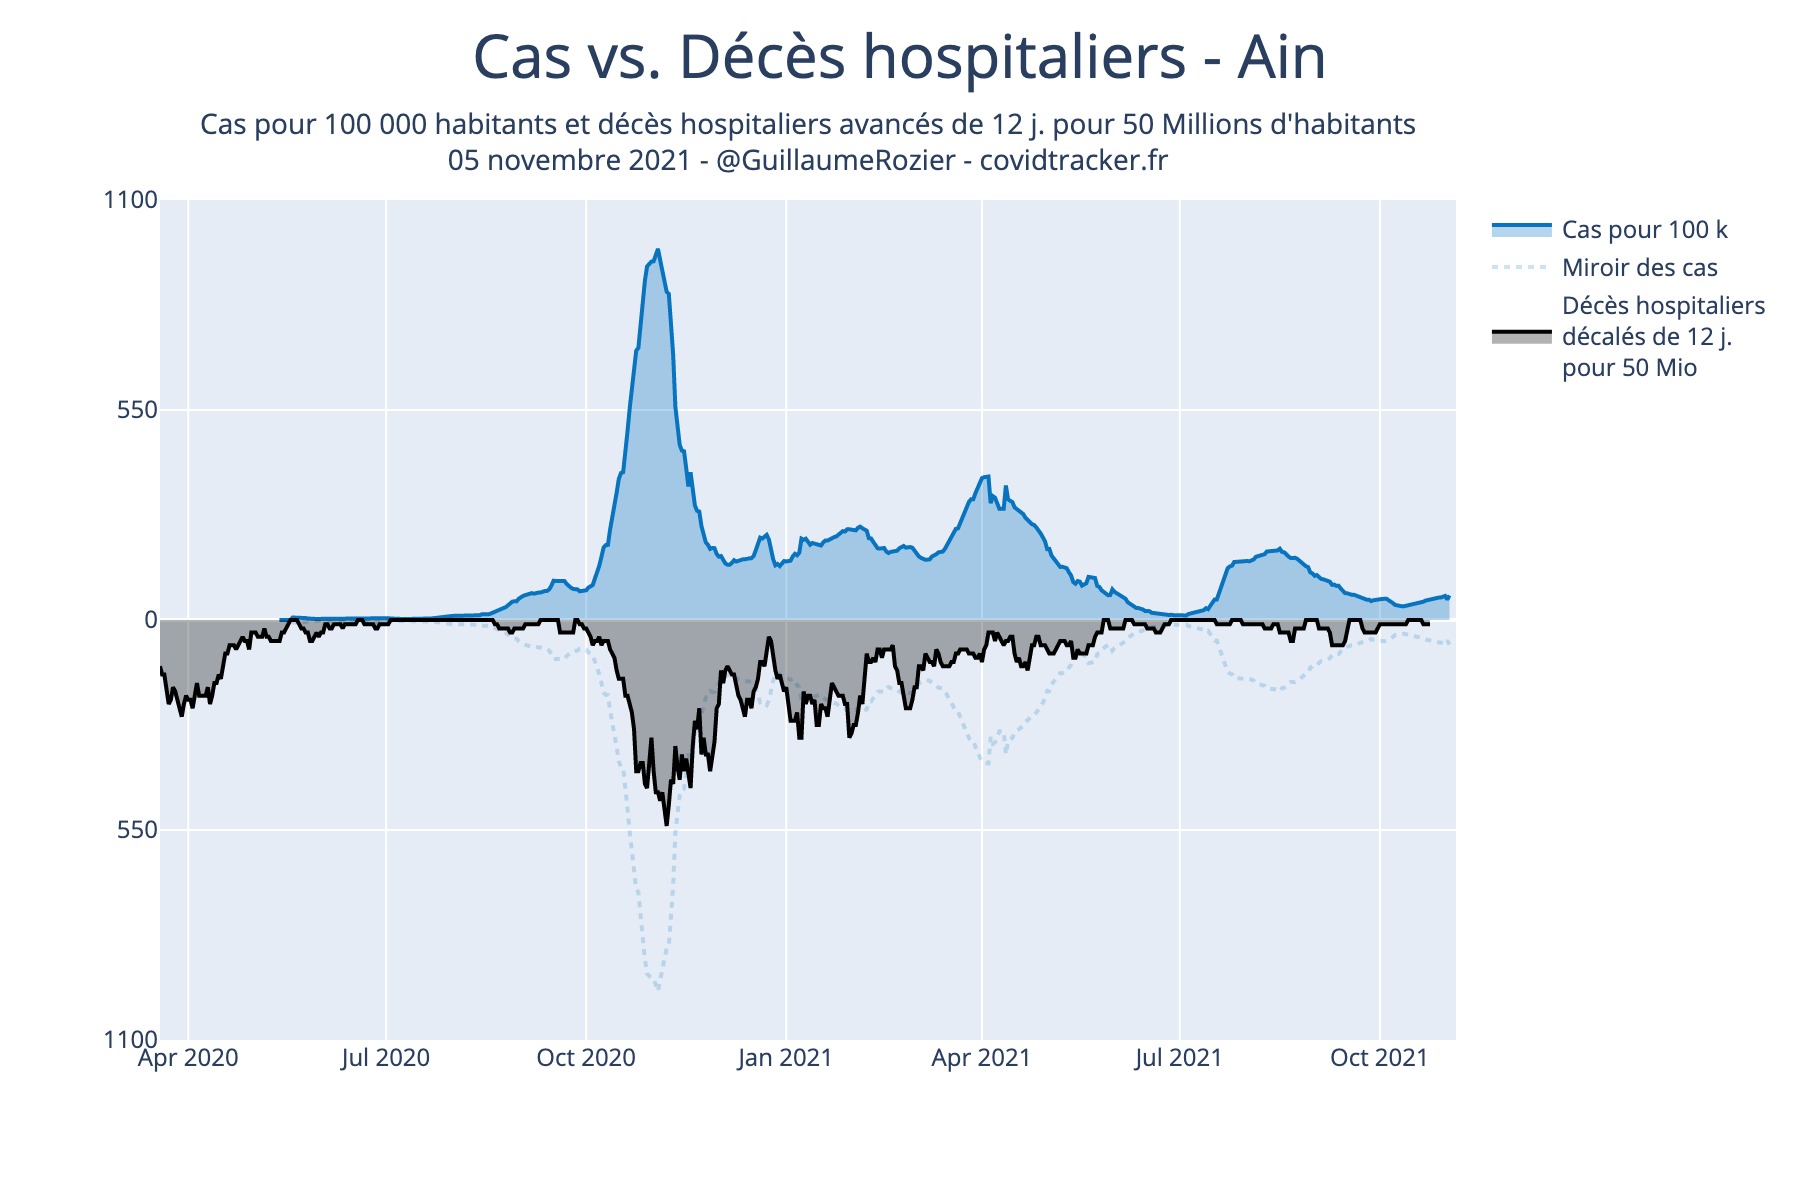 Cas vs. Décès hospitaliers - Ain
Cas pour 100 000 habitants et décès hospitaliers avancés de 12 j. pour 50 Millions d'habitants
05 novembre 2021 - @GuillaumeRozier - covidtracker.fr
1100
550
0
550
1100
Apr 2020
Jul 2020
Oct 2020
Jan 2021
Apr 2021
Jul 2021
Oct 2021
Cas pour 100 k
Miroir des cas
Décès hospitaliers
décalés de 12 j.
pour 50 Mio